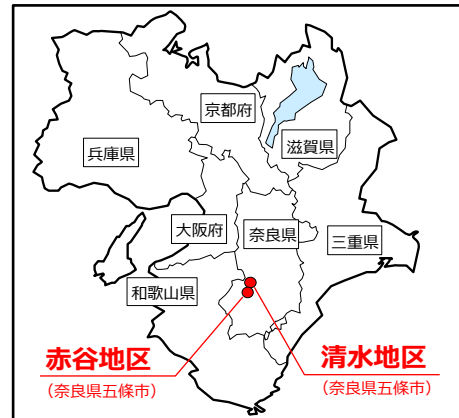 京都府
兵庫県
滋賀県
大阪府
奈良県
三重県
和歌山県
赤谷地区
(奈良県五條市)
清水地区
(奈良県五條市)